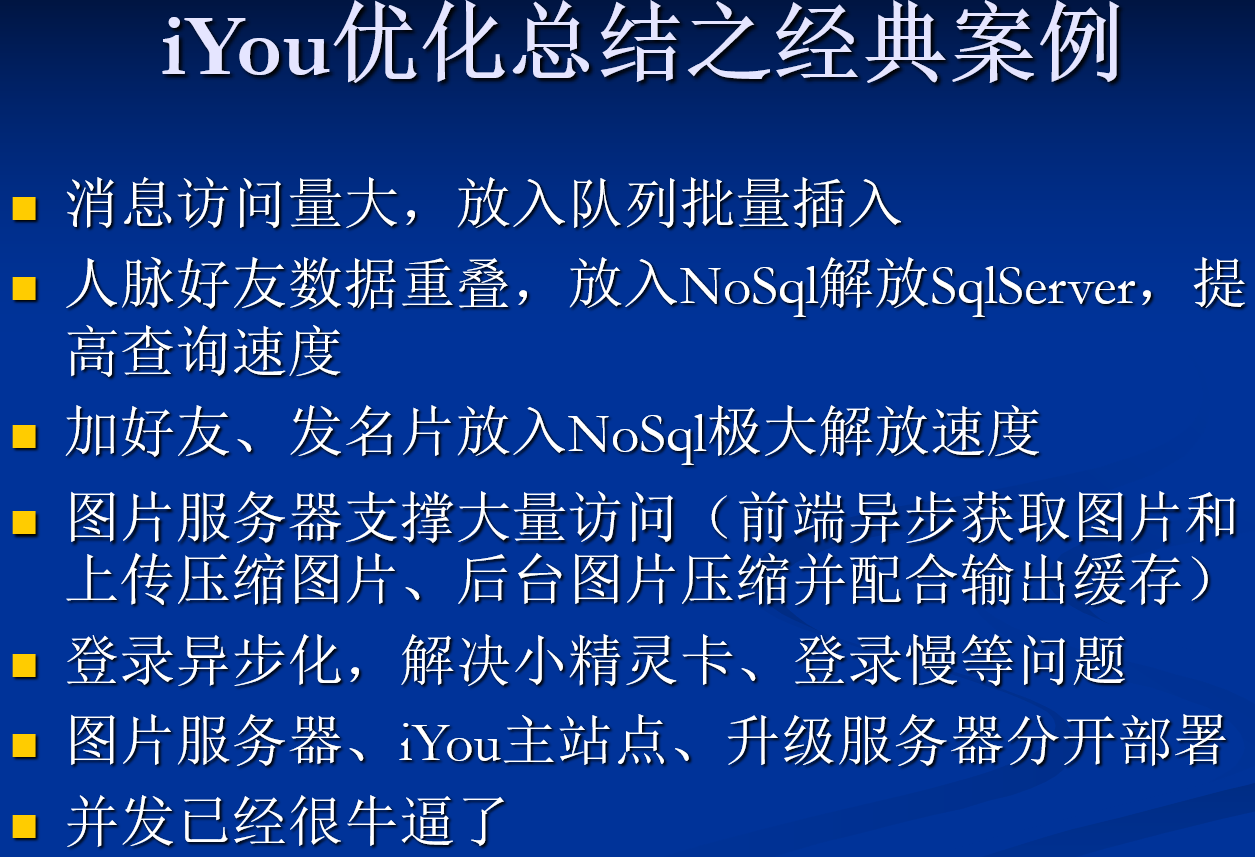 iYou优化总结之经典案例
消息访问量大，放入队列批量插入
人脉好友数据重叠，放入NoSql解放SqlServer，提
高查询速度
加好友、发名片放入NoSql极大解放速度
图片服务器支撑大量访问（前端异步获取图片和
上传压缩图片、后台图片压缩并配合输出缓存）
登录异步化，解决小精灵卡、登录慢等问题
图片服务器、iYou主站点、升级服务器分开部署
并发已经很牛逼了